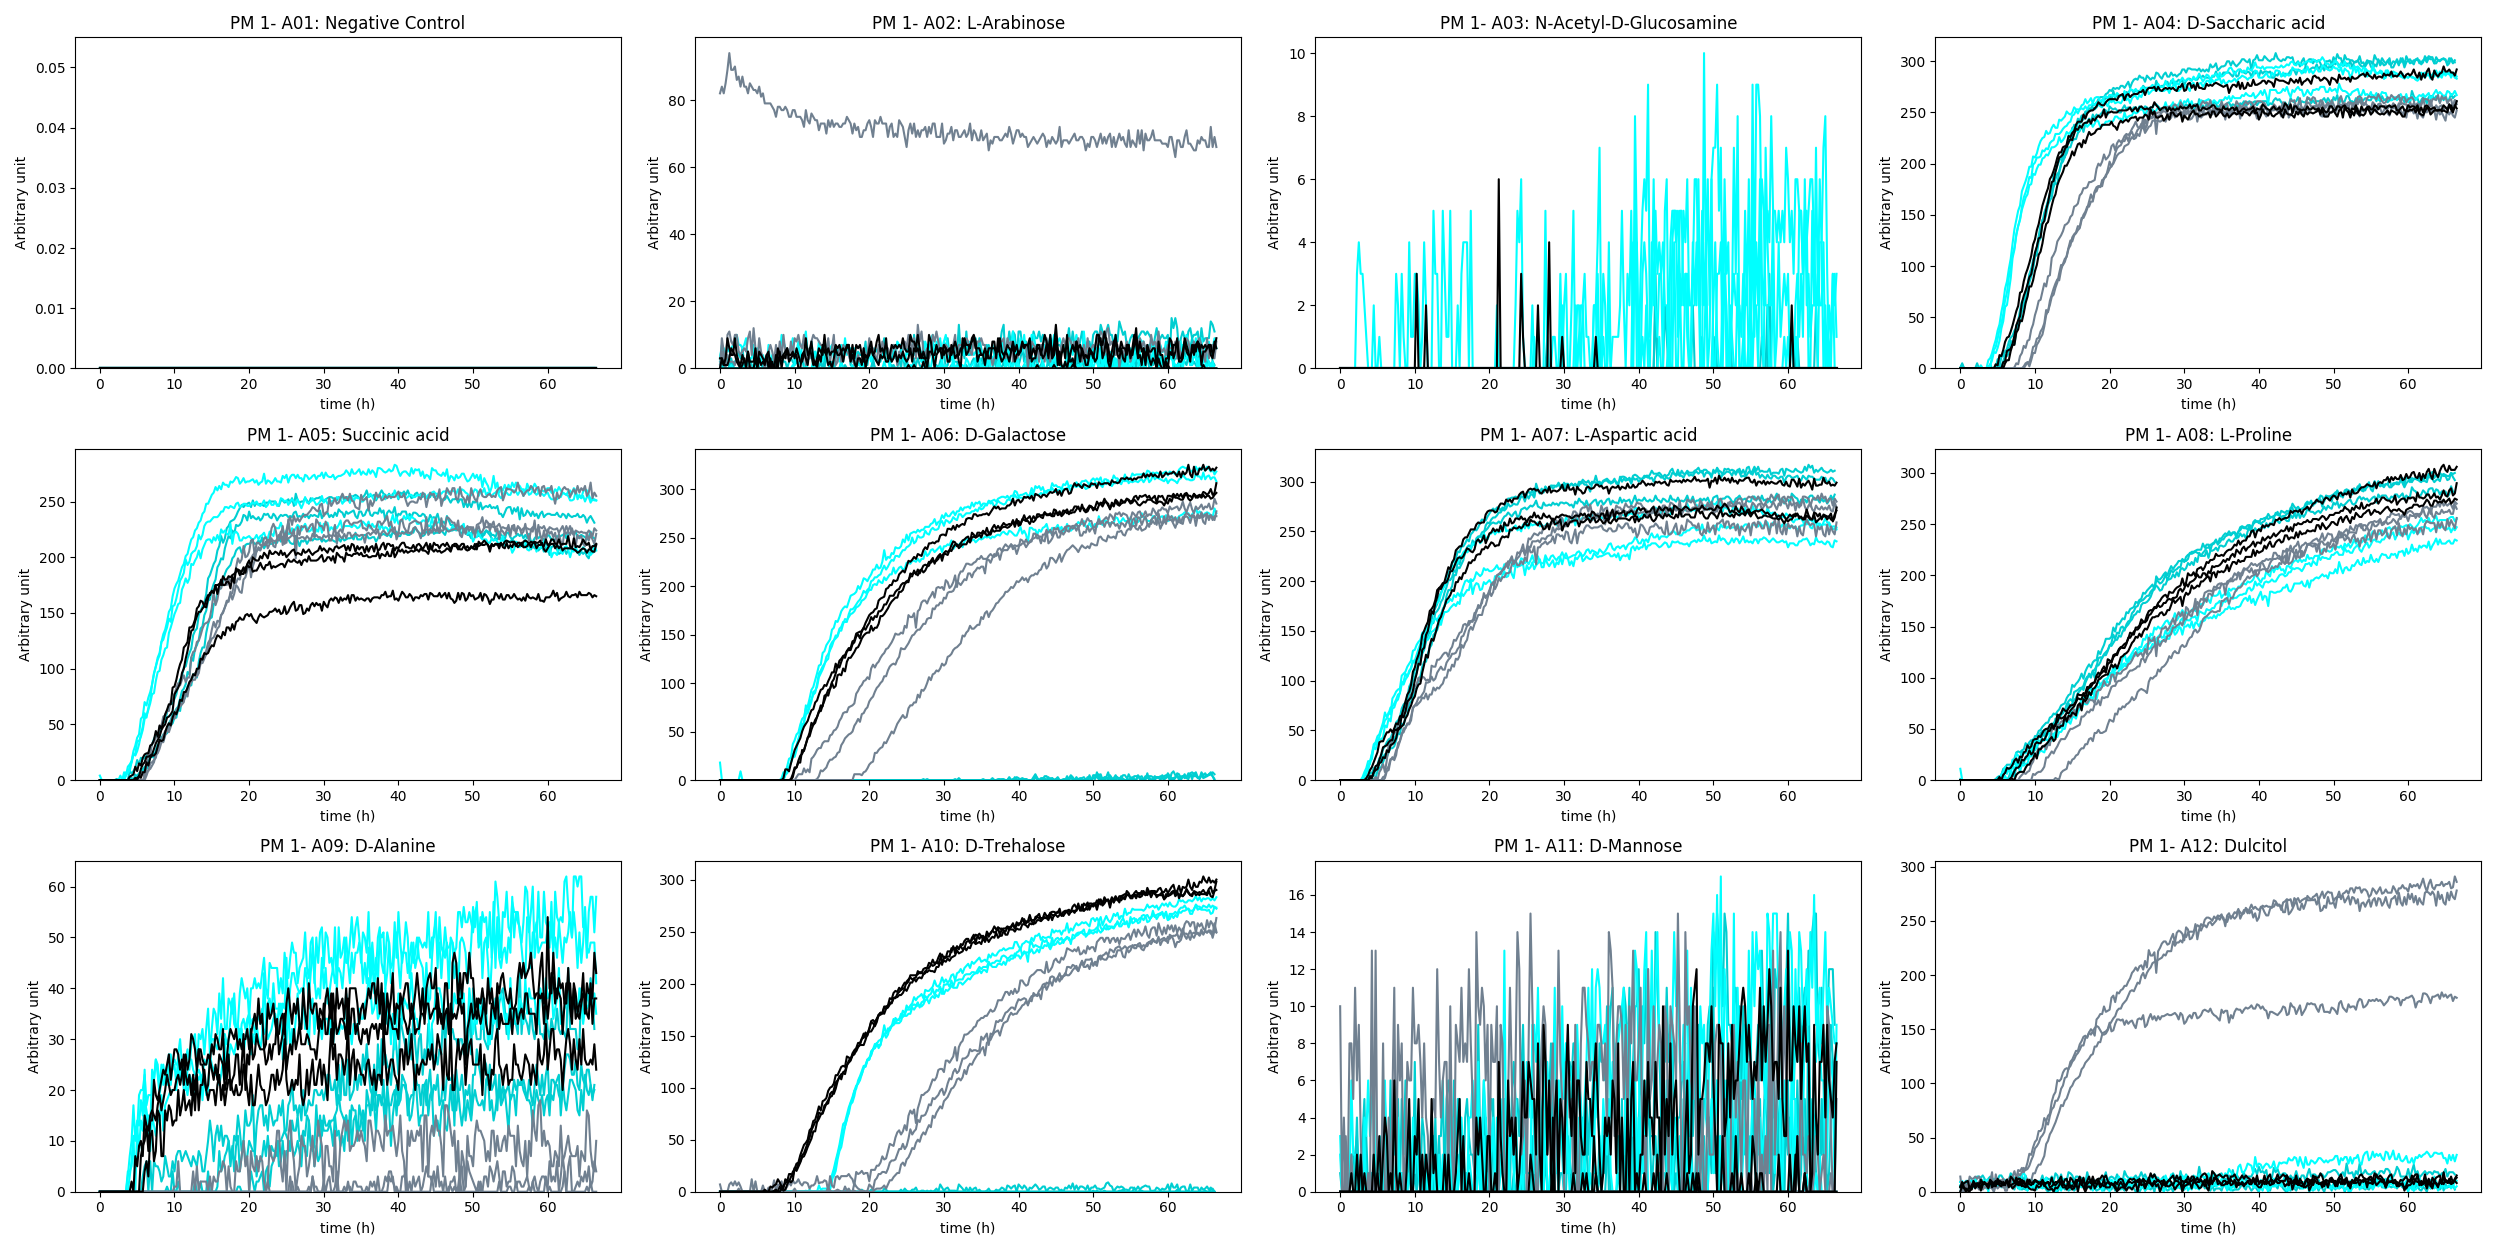 PM 1- A01: Negative Control
0.05
0.04
0.03
0.02
0.01
0.00
Arbitrary unit
0 10 20 30 40 50 60
time (h)
PM 1- A02: L-Arabinose
80
60
40
20
0
Arbitrary unit
0 10 20 30 40 50 60
time (h)
PM 1- A03: N-Acetyl-D-Glucosamine
10
8
6
4
2
0
Arbitrary unit
0 10 20 30 40 50 60
time (h)
PM 1- A04: D-Saccharic acid
300
250
200
150
100
50
0
Arbitrary unit
0 10 20 30 40 50 60
time (h)
PM 1- A05: Succinic acid
250
200
150
100
50
0
Arbitrary unit
0 10 20 30 40 50 60
time (h)
PM 1- A06: D-Galactose
300
250
200
150
100
50
0
Arbitrary unit
0 10 20 30 40 50 60
time (h)
PM 1- A07: L-Aspartic acid
300
250
200
150
100
50
0
Arbitrary unit
0 10 20 30 40 50 60
time (h)
PM 1- A08: L-Proline
300
250
200
150
100
50
0
Arbitrary unit
0 10 20 30 40 50 60
time (h)
PM 1- A09: D-Alanine
60
50
40
30
20
10
0
Arbitrary unit
0 10 20 30 40 50 60
time (h)
PM 1- A10: D-Trehalose
300
250
200
150
100
50
0
Arbitrary unit
0 10 20 30 40 50 60
time (h)
PM 1- A11: D-Mannose
16
14
12
10
8
6
4
2
0
Arbitrary unit
0 10 20 30 40 50 60
time (h)
PM 1- A12: Dulcitol
300
250
200
150
100
50
0
Arbitrary unit
0 10 20 30 40 50 60
time (h)